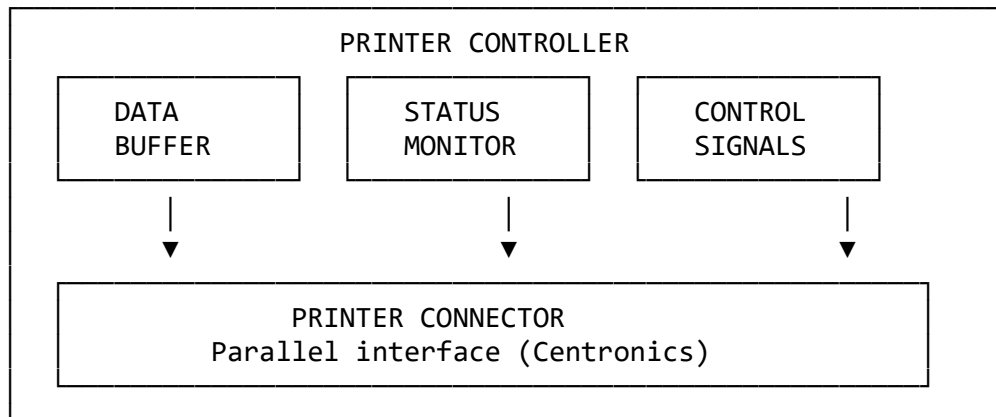 PRINTER CONTROLLER
DATA
BUFFER
STATUS
MONITOR
CONTROL
SIGNALS
PRINTER CONNECTOR
Parallel interface (Centronics)